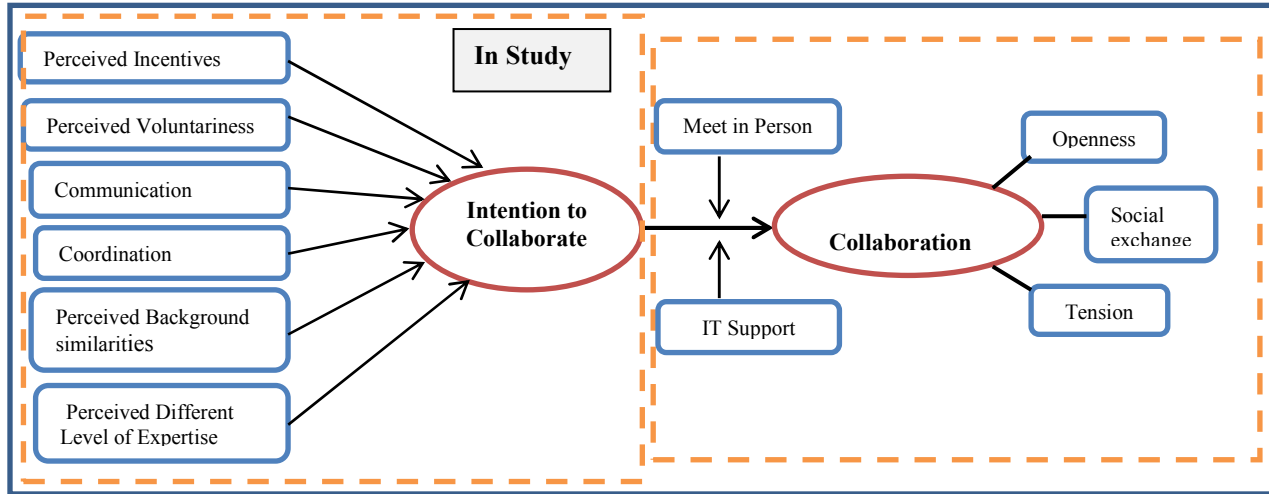 In Study
Perceived Incentives
Perceived Voluntariness
Communication
Coordination
Perceived Background
similarities
Perceived Different
Level of Expertise
Intention to
Collaborate
Meet in Person
IT Support
Collaboration
Openness
Social
exchange
Tension